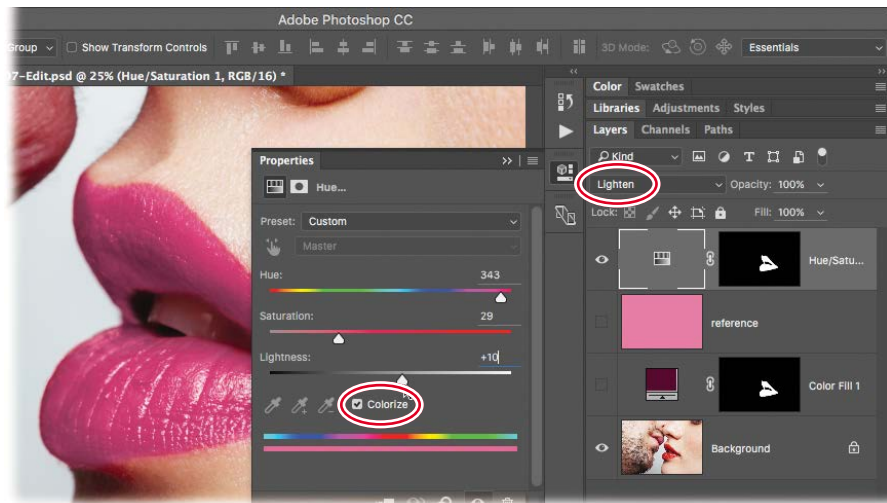 Adobe Photoshop CC
Group Show Transform Controls 3D Mode: Essentials
07-Edit.psd @ 25% (Hue/Saturation 1, RGB/16) *
Color Swatches
Libraries Adjustments Styles
Layers Channels Paths
Kind
Lighten Opacity: 100%
Lock: Fill: 100%
Hue/Satu...
reference
Color Fill 1
Background
Properties
Hue...
Preset: Custom
Master
Hue: 343
Saturation: 29
Lightness: +10
Colorize